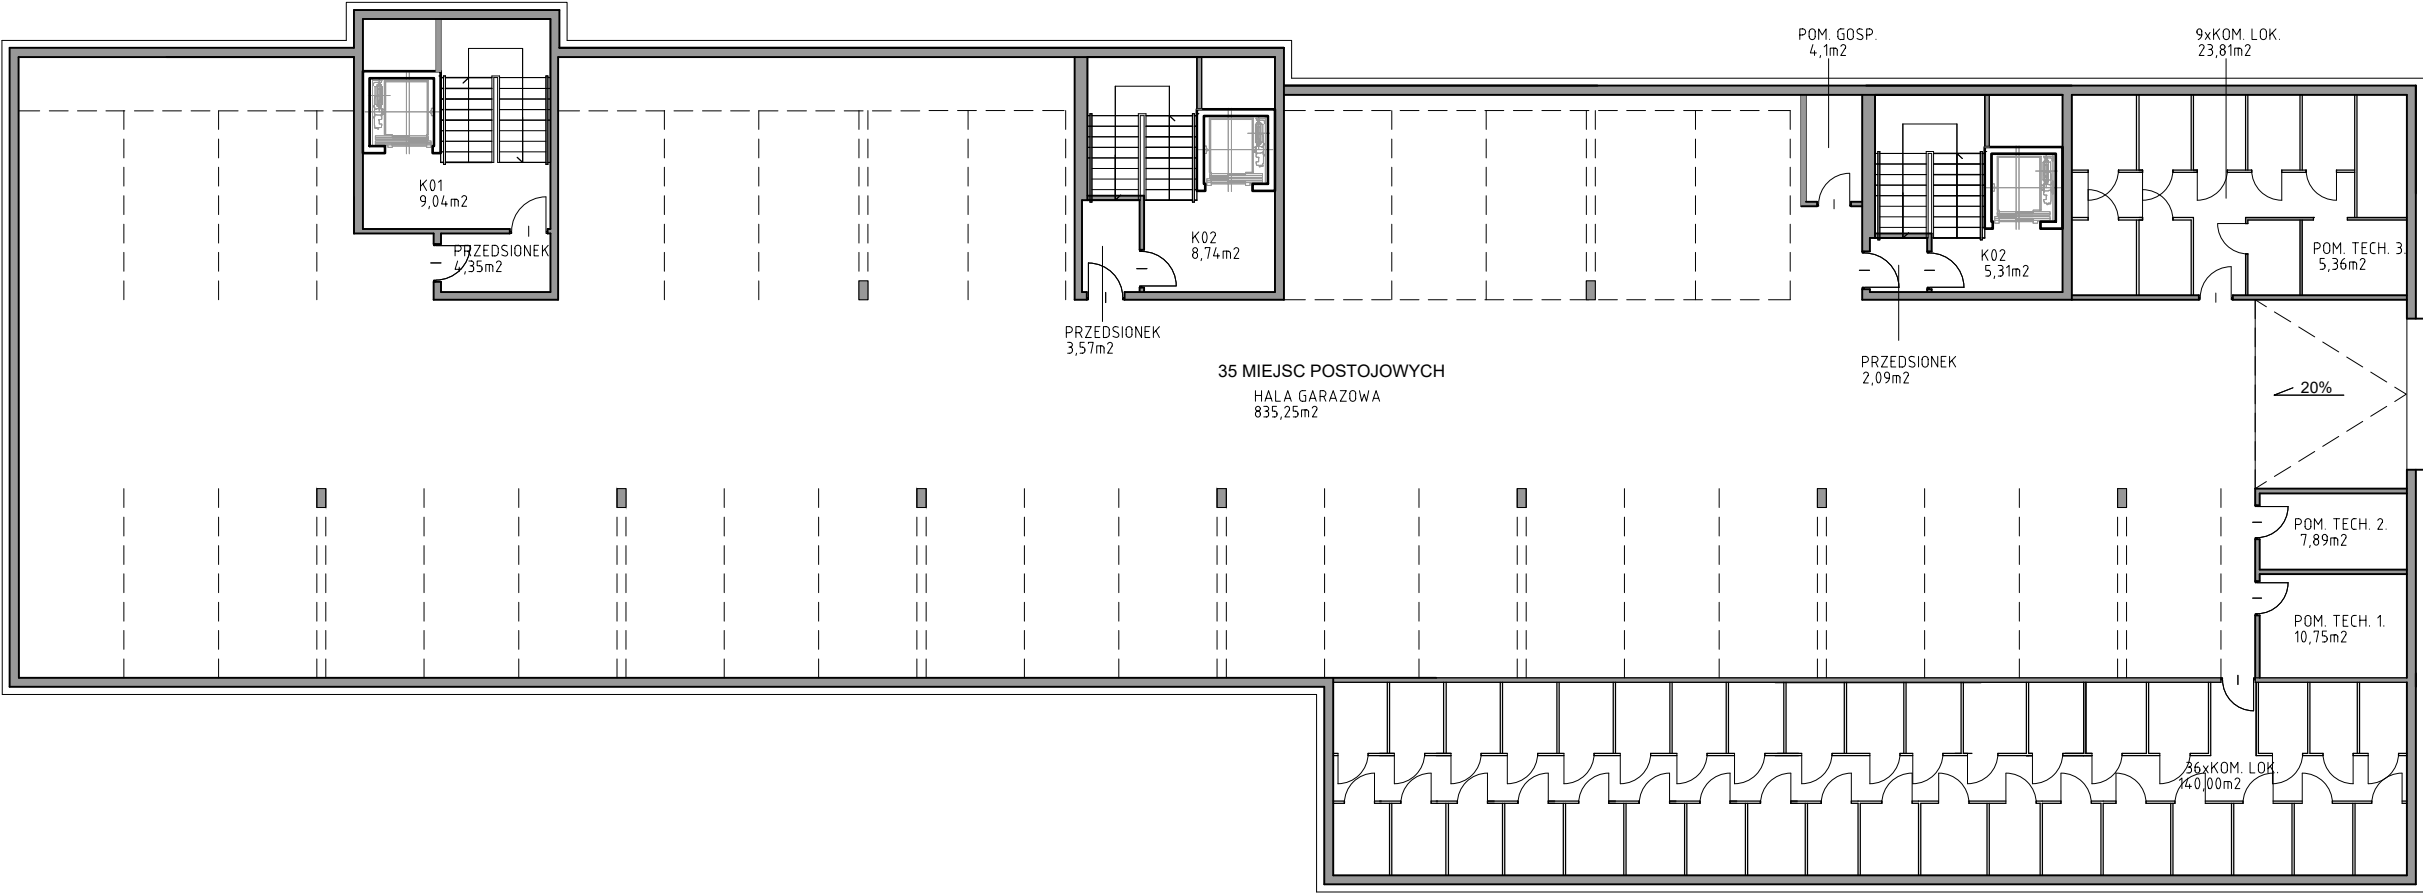 POM. GOSP.
4,1m2
9xKOM. LOK.
23,81m2
K01
9,04m2
PRZEDSIONEK
4,35m2
K02
8,74m2
K02
5,31m2
POM. TECH. 3.
5,36m2
PRZEDSIONEK
3,57m2
PRZEDSIONEK
2,09m2
35 MIEJSC POSTOJOWYCH
HALA GARAZOWA
835,25m2
20%
POM. TECH. 2.
7,89m2
POM. TECH. 1.
10,75m2
36xKOM. LOK.
140,00m2